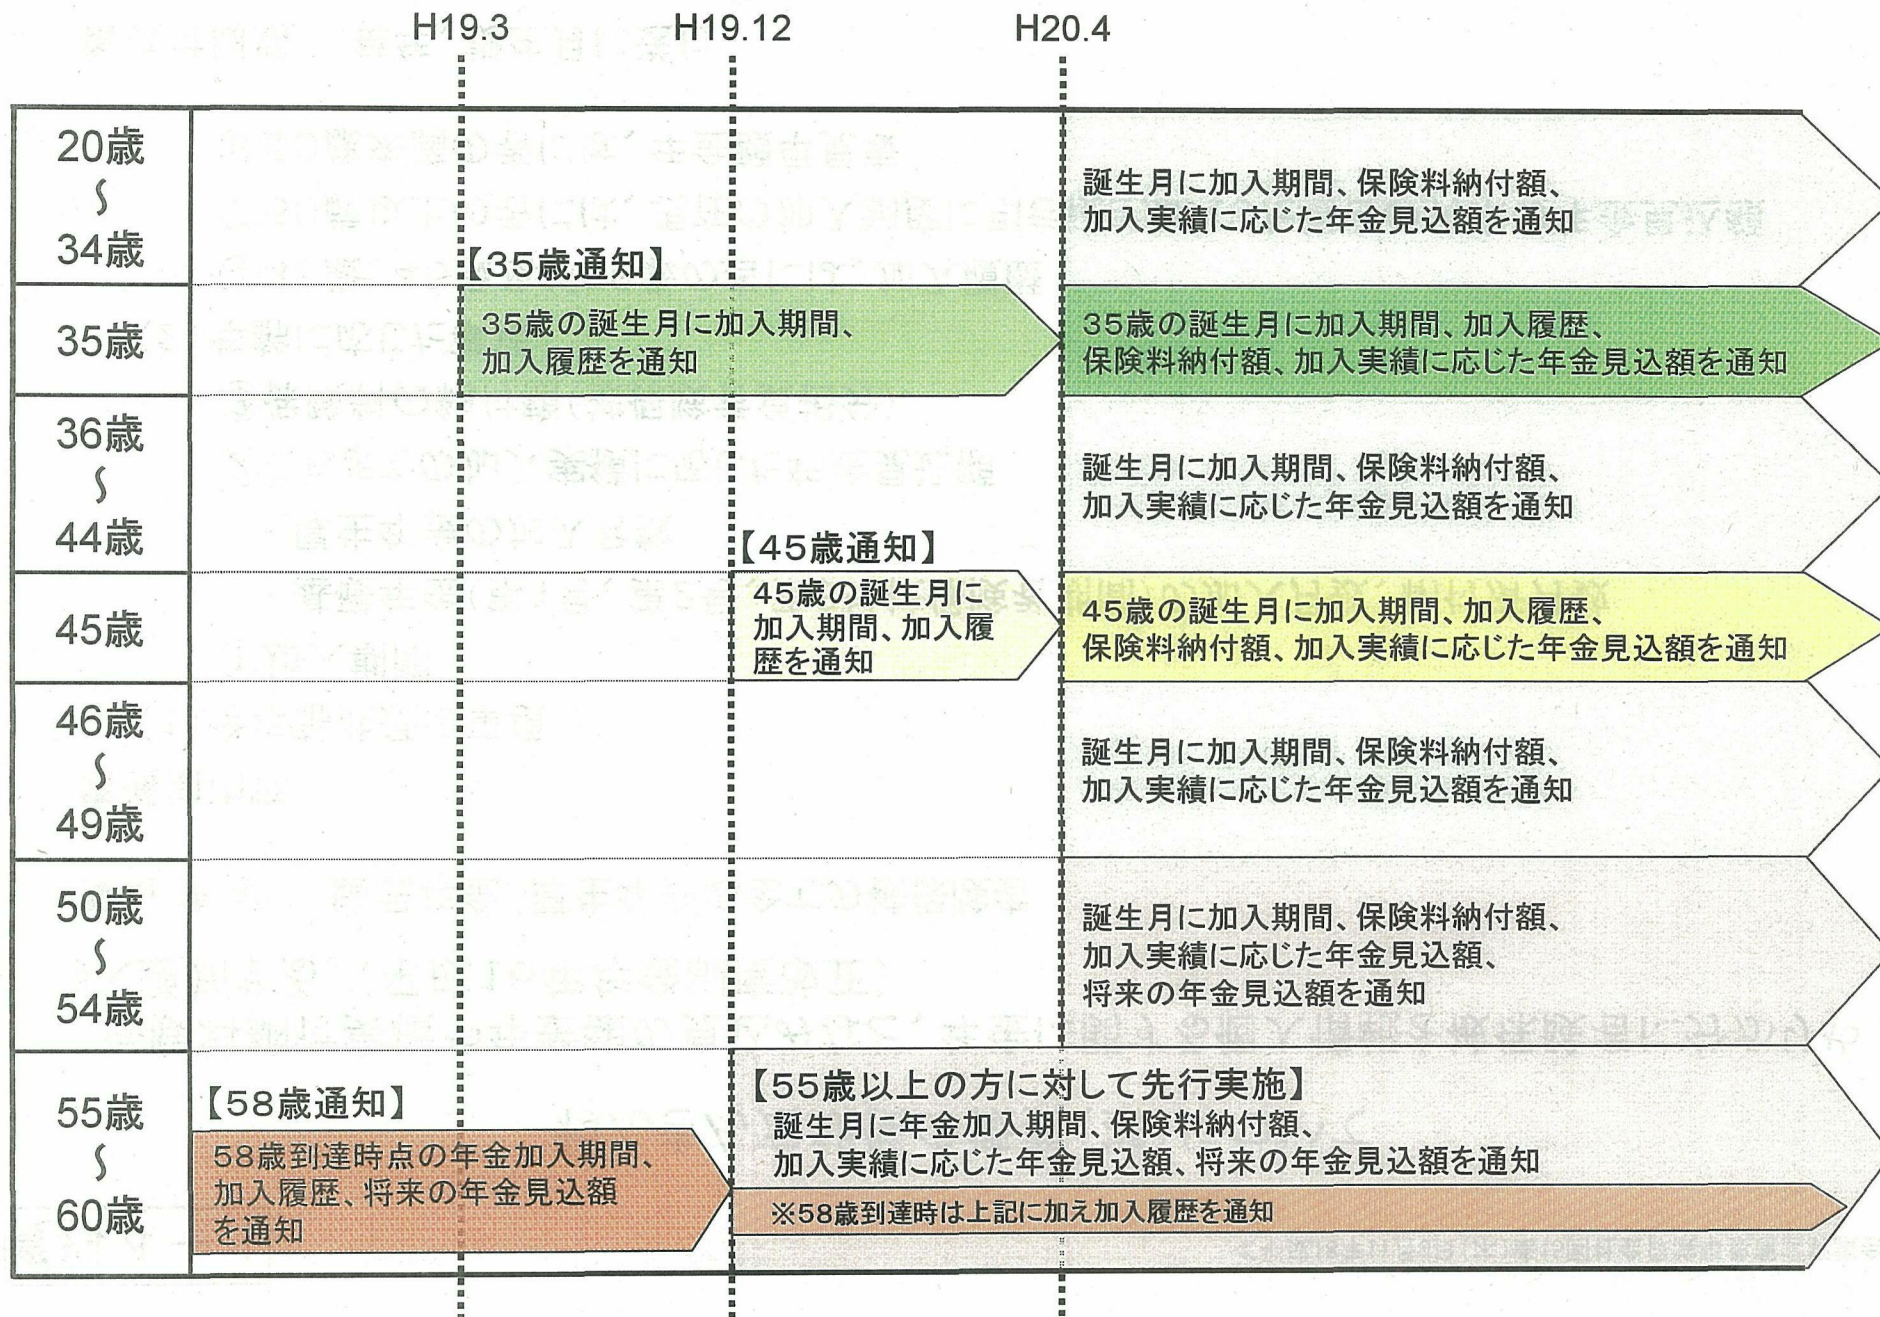 H19.3
H19.12
H20.4
20歳
〜
34歳
誕生月に加入期間、保険料納付額、
加入実績に応じた年金見込額を通知
【35歳通知】
35歳
35歳の誕生月に加入期間、
加入履歴を通知
35歳の誕生月に加入期間、加入履歴、
保険料納付額、加入実績に応じた年金見込額を通知
36歳
〜
44歳
誕生月に加入期間、保険料納付額、
加入実績に応じた年金見込額を通知
【45歳通知】
45歳
45歳の誕生月に
加入期間、加入履
歴を通知
45歳の誕生月に加入期間、加入履歴、
保険料納付額、加入実績に応じた年金見込額を通知
46歳
〜
49歳
誕生月に加入期間、保険料納付額、
加入実績に応じた年金見込額を通知
50歳
〜
54歳
誕生月に加入期間、保険料納付額、
加入実績に応じた年金見込額、
将来の年金見込額を通知
55歳
〜
60歳
【58歳通知】
58歳到達時点の年金加入期間、
加入履歴、将来の年金見込額
を通知
【55歳以上の方に対して先行実施】
誕生月に年金加入期間、保険料納付額、
加入実績に応じた年金見込額、将来の年金見込額を通知
※58歳到達時は上記に加え加入履歴を通知